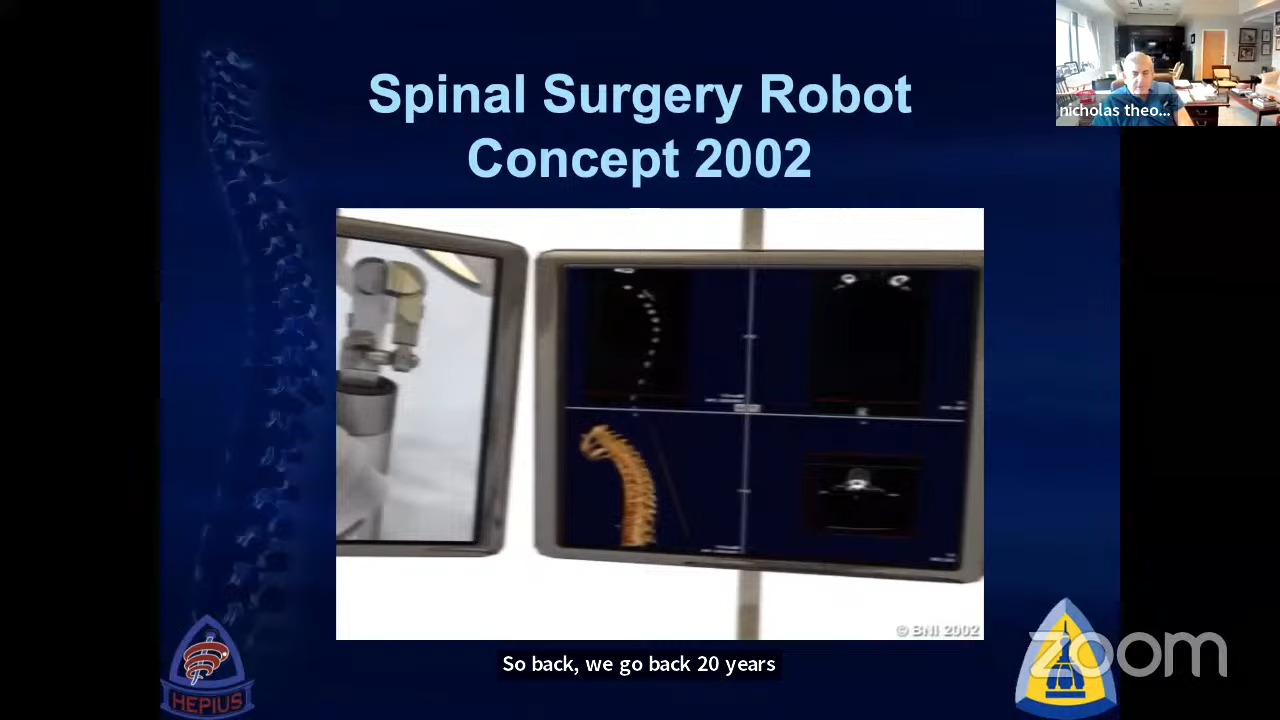 Spinal Surgery Robot
Concept 2002
nicholas theo...
© BNI 2002
So back, we go back 20 years
HEPIUS
zoom